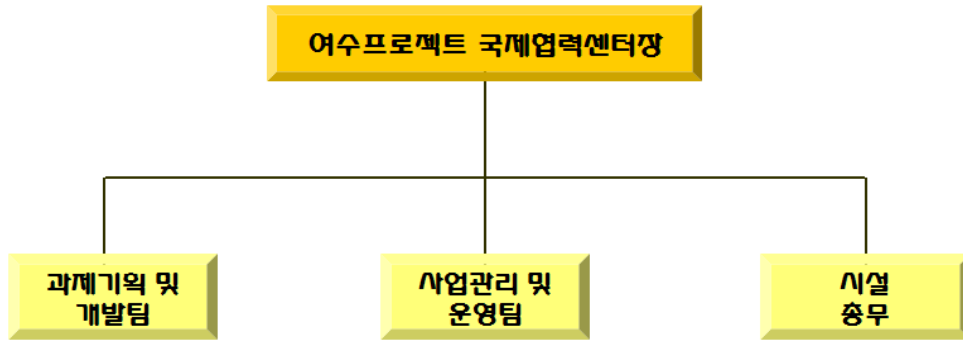 여수프로젝트 국제협력센터장
과제기획 및
개발팀
사업관리 및
운영팀
시설
총무